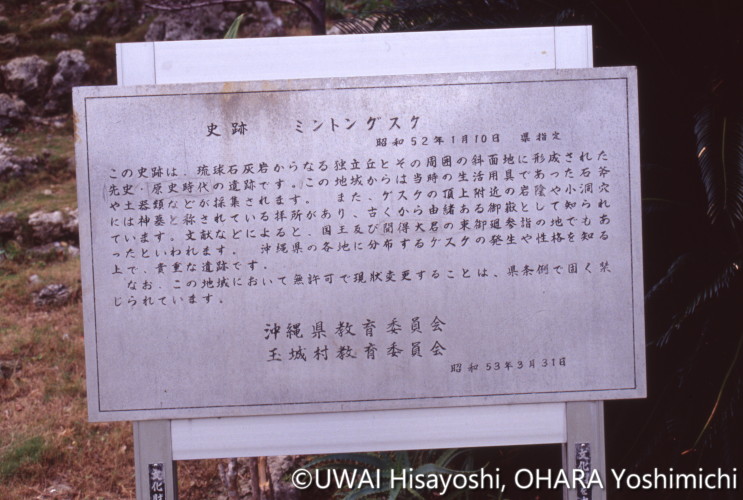 史跡　ミントングスク
昭和52年1月10日　県指定
この史跡は、琉球石灰岩からなる独立丘とその周囲の斜面地に形成された
先史・原史時代の遺跡です。この地域からは当時の生活用具であった石斧
や土器類などが採集されます。また、グスクの頂上附近の岩陰や小洞穴
には神墓と称されている拝所があり、古くから由緒ある御嶽として知られ
ています。文献などによると、国王及び聞得大君の東御廻参詣の地でもあ
ったといわれます。沖縄県の各地に分布するグスクの発生や性格を知る
上で、貴重な遺跡です。
なお、この地域において無許可で現状変更することは、県条例で固く禁
じられています。
沖縄県教育委員会
玉城村教育委員会
昭和53年3月31日
文化財
文化財
©UWAI Hisayoshi, OHARA Yoshimichi